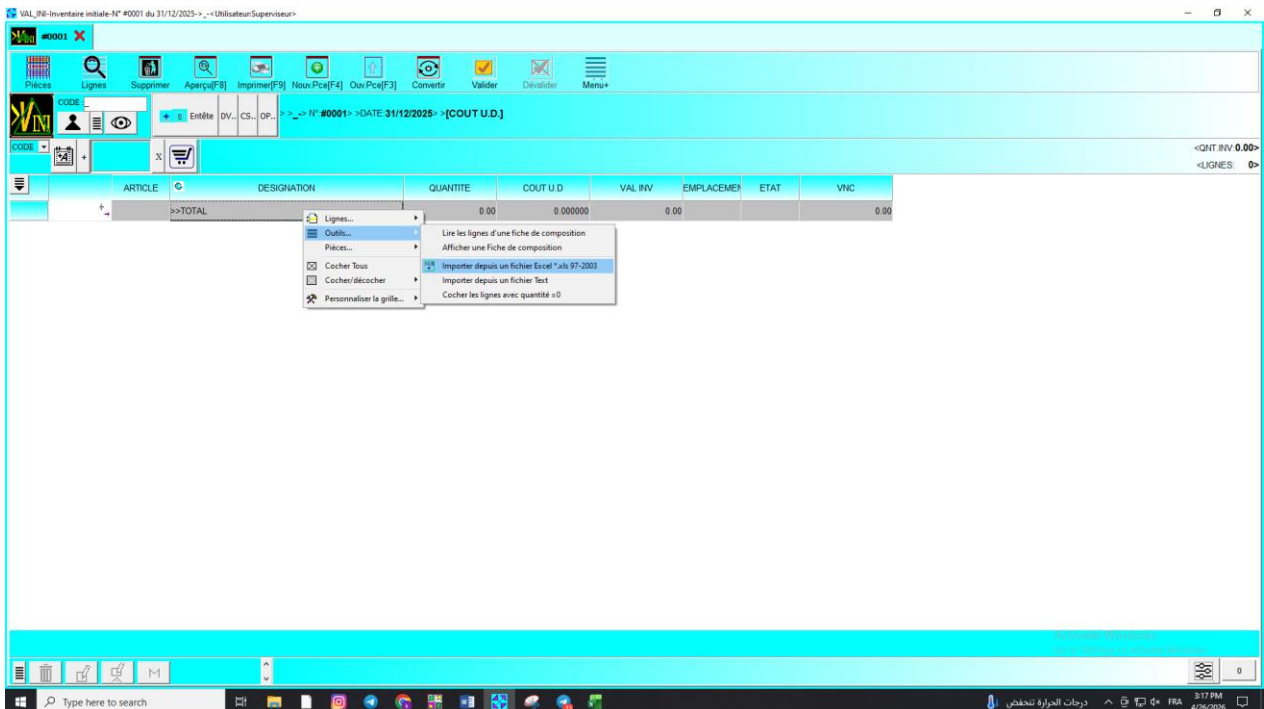 VAL_INI-Inventaire initiale-N° #0001 du 31/12/2025->_-<Utilisateur:Superviseur>
#0001
Pièces Lignes Supprimer Aperçu[F8] Imprimer[F9] Nouv.Pce[F4] Ouv.Pce[F3] Convertir Valider Dévalider Menu+
CODE :_
+ s Entête DV.. CS.. OP.. > >_-> N°:#0001> >DATE:31/12/2025> >[COUT U.D.]
CODE + X <QNT.INV:0.00>
<LIGNES: 0>
ARTICLE DESIGNATION QUANTITE COUT U.D VAL INV EMPLACEMEN ETAT VNC
>>TOTAL 0.00 0.000000 0.00 0.00
Lignes...
Outils...
Pièces...
Cocher Tous
Cocher/décocher
Personnaliser la grille...
Lire les lignes d'une fiche de composition
Afficher une Fiche de composition
Importer depuis un fichier Excel *.xls 97-2003
Importer depuis un fichier Text
Cocher les lignes avec quantité =0
M 0
Type here to search
درجات الحرارة تنخفض
FRA
3:17 PM
4/26/2026